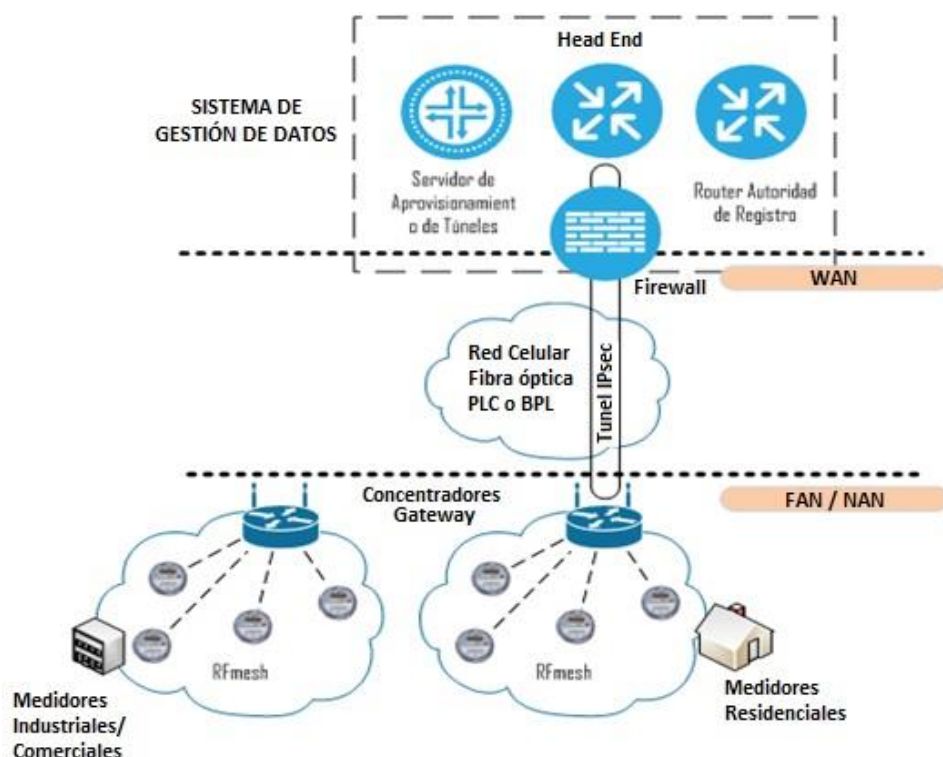 Head End
SISTEMA DE
GESTIÓN DE DATOS
Servidor de
Aprovisionamient
o de Túneles
Router Autoridad
de Registro
Firewall
WAN
Red Celular
Fibra óptica
PLC o BPL
Tunel IPsec
Concentradores
Gateway
FAN / NAN
RFmesh
RFmesh
Medidores
Industriales/
Comerciales
Medidores
Residenciales